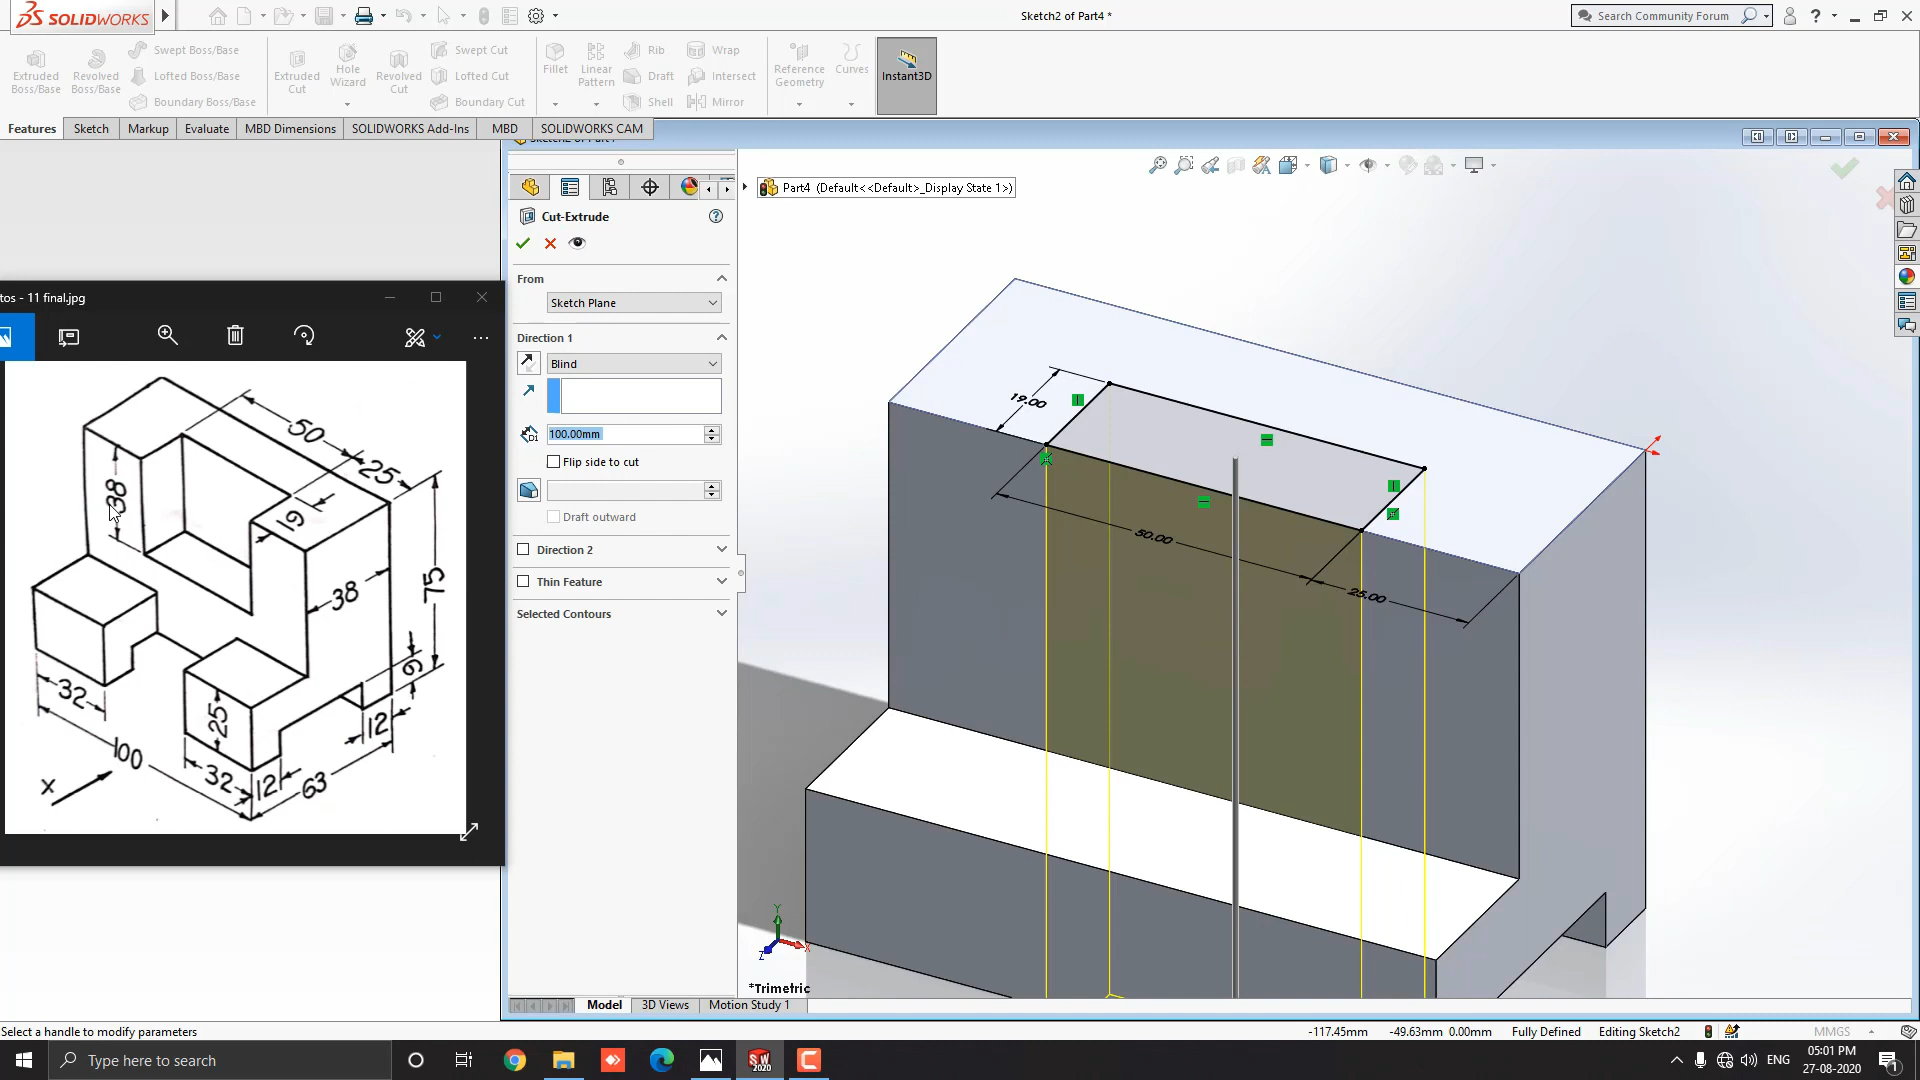 SOLIDWORKS
Sketch2 of Part4 *
Search Community Forum
Extruded Boss/Base
Revolved Boss/Base
Swept Boss/Base
Lofted Boss/Base
Boundary Boss/Base
Extruded Cut
Hole Wizard
Revolved Cut
Swept Cut
Lofted Cut
Boundary Cut
Fillet
Linear Pattern
Rib
Draft
Shell
Wrap
Intersect
Mirror
Reference Geometry
Curves
Instant3D
Features
Sketch
Markup
Evaluate
MBD Dimensions
SOLIDWORKS Add-Ins
MBD
SOLIDWORKS CAM
Part4 (Default<<Default>_Display State 1>)
Cut-Extrude
From
Sketch Plane
Direction 1
Blind
D1
100.00mm
Flip side to cut
Draft outward
Direction 2
Thin Feature
Selected Contours
tos - 11 final.jpg
50
25
38
19
38
75
9
32
25
12
100
32
12
63
X
19.00
50.00
25.00
Y
X
Z
*Trimetric
Model
3D Views
Motion Study 1
Select a handle to modify parameters
-117.45mm
-49.63mm 0.00mm
Fully Defined
Editing Sketch2
MMGS
Type here to search
SW
2020
ENG
05:01 PM
27-08-2020
1